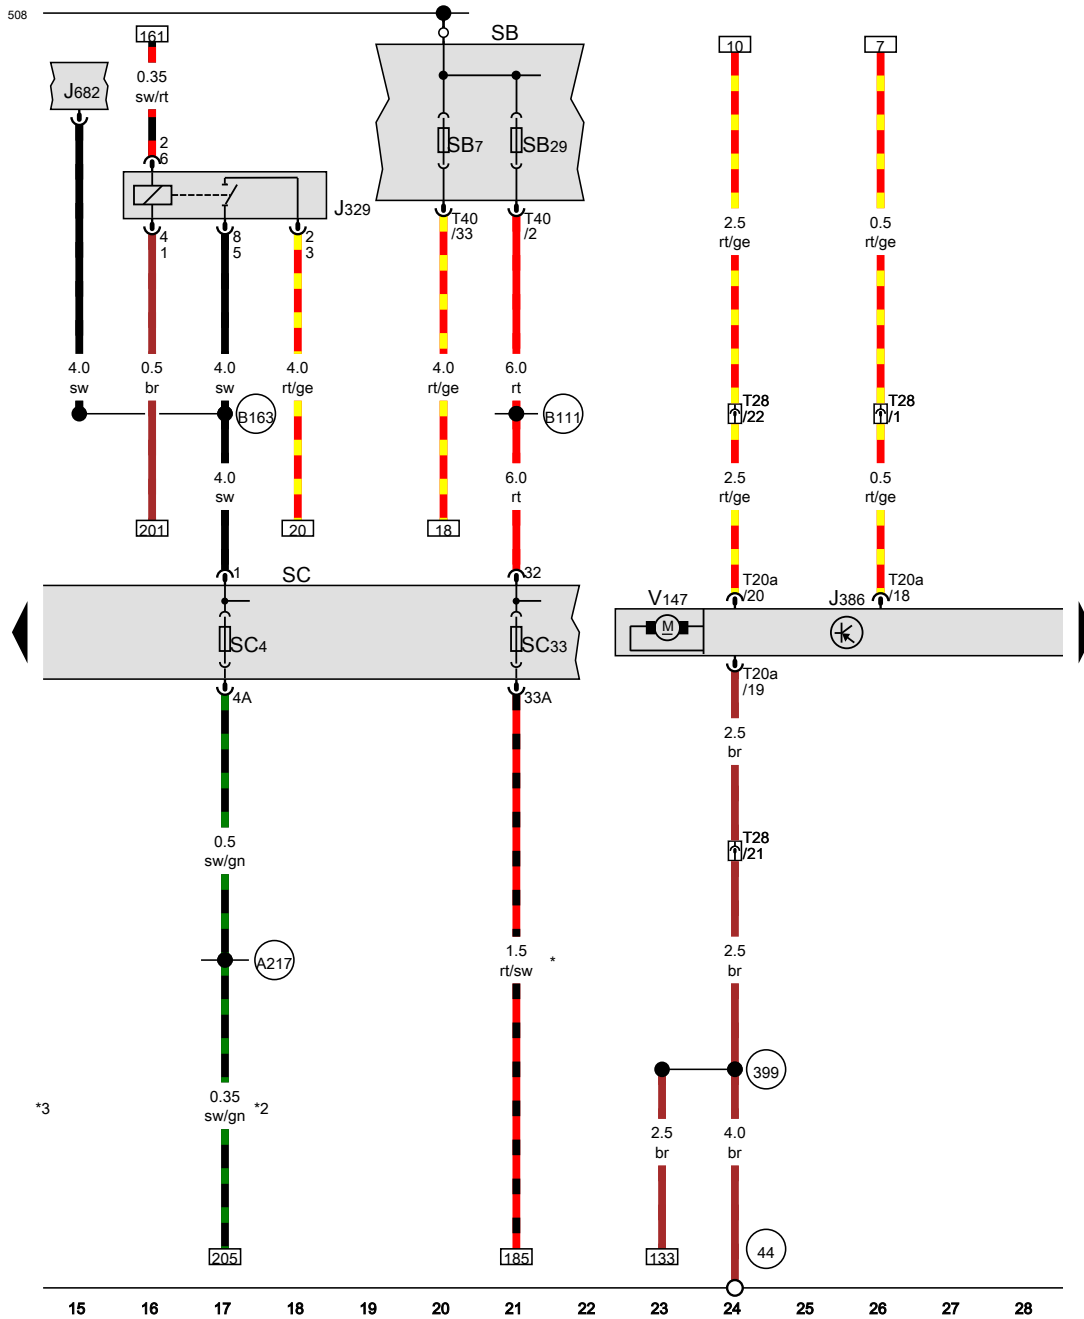 508
SB
161
10
7
0.35
sw/rt
J682
2
6
SB7
SB29
J329
4
1
8
5
2
3
T40
/33
T40
/2
2.5
rt/ge
0.5
rt/ge
4.0
sw
0.5
br
4.0
sw
4.0
rt/ge
4.0
rt/ge
6.0
rt
B163
B111
T28
/22
T28
/1
4.0
sw
6.0
rt
2.5
rt/ge
0.5
rt/ge
201
20
18
1
SC
32
T20a
/20
T20a
/18
V147
J386
M
SC4
SC33
4A
33A
T20a
/19
2.5
br
0.5
sw/gn
T28
/21
A217
1.5
rt/sw
*
2.5
br
399
*3
0.35
sw/gn
*2
2.5
br
4.0
br
205
185
133
44
15 16 17 18 19 20 21 22 23 24 25 26 27 28